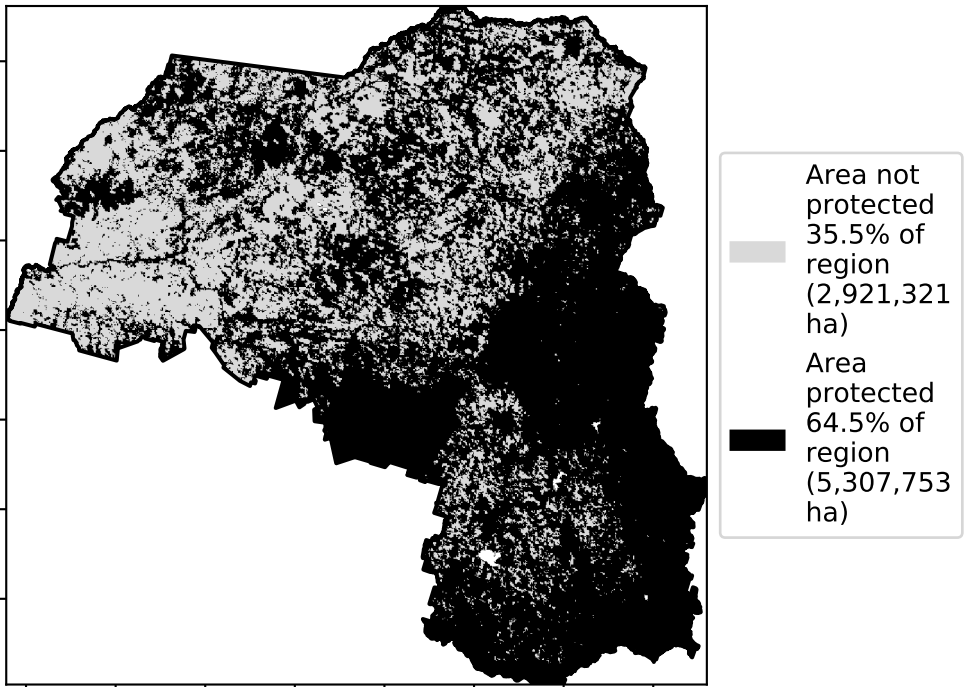 Area not
protected
35.5% of
region
(2,921,321
ha)
Area
protected
64.5% of
region
(5,307,753
ha)